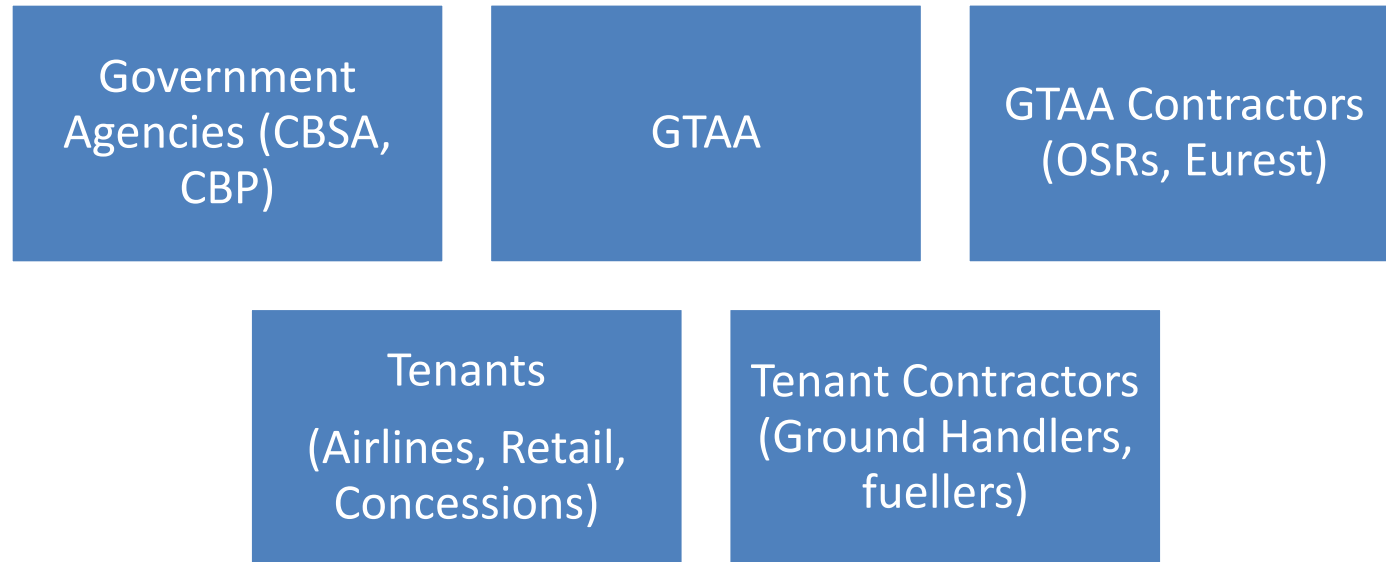 Government
Agencies (CBSA,
CBP)
GTAA
GTAA Contractors
(OSRs, Eurest)
Tenants
(Airlines, Retail,
Concessions)
Tenant Contractors
(Ground Handlers,
fuellers)